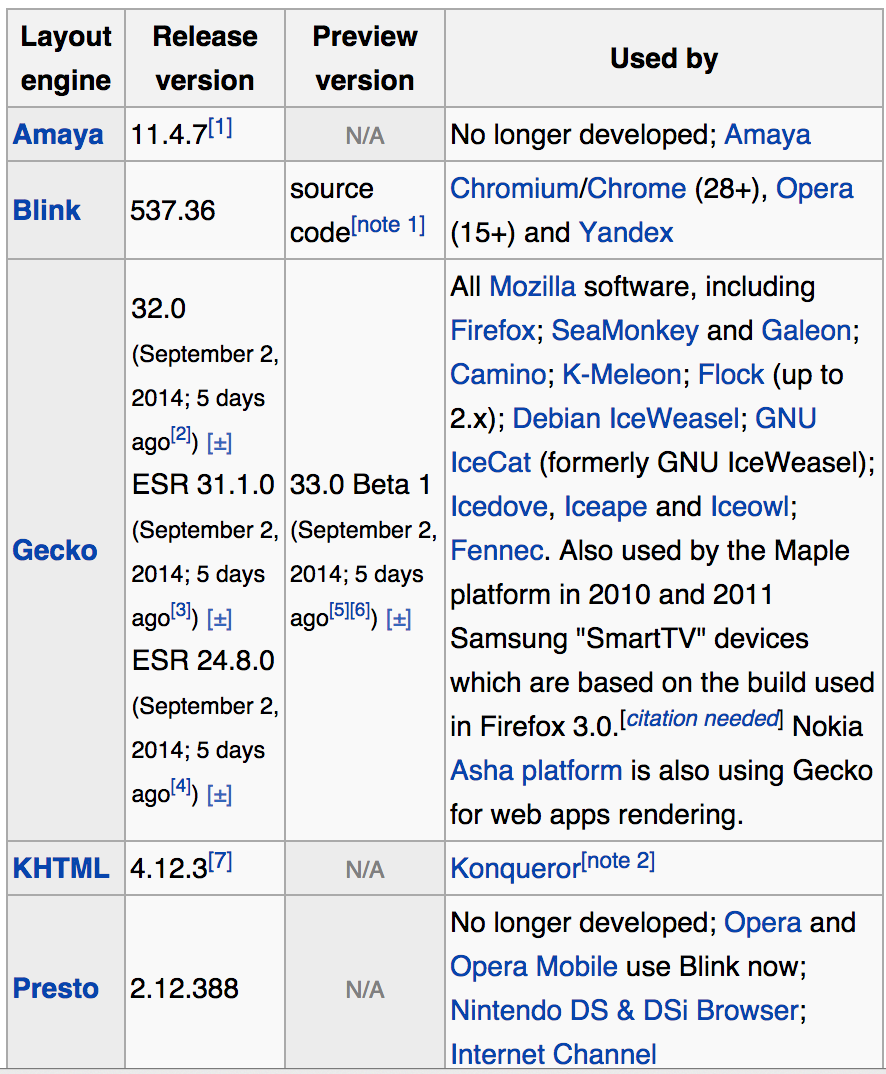 Layout engine
Release version
Preview version
Used by
Amaya
11.4.7[1]
N/A
No longer developed; Amaya
Blink
537.36
source
code[note 1]
Chromium/Chrome (28+), Opera
(15+) and Yandex
Gecko
32.0
(September 2,
2014; 5 days
ago[2]) [±]
ESR 31.1.0
(September 2,
2014; 5 days
ago[3]) [±]
ESR 24.8.0
(September 2,
2014; 5 days
ago[4]) [±]
33.0 Beta 1
(September 2,
2014; 5 days
ago[5][6]) [±]
All Mozilla software, including
Firefox; SeaMonkey and Galeon;
Camino; K-Meleon; Flock (up to
2.x); Debian IceWeasel; GNU
IceCat (formerly GNU IceWeasel);
Icedove, Iceape and Iceowl;
Fennec. Also used by the Maple
platform in 2010 and 2011
Samsung "SmartTV" devices
which are based on the build used
in Firefox 3.0.[citation needed] Nokia
Asha platform is also using Gecko
for web apps rendering.
KHTML
4.12.3[7]
N/A
Konqueror[note 2]
Presto
2.12.388
N/A
No longer developed; Opera and
Opera Mobile use Blink now;
Nintendo DS & DSi Browser;
Internet Channel